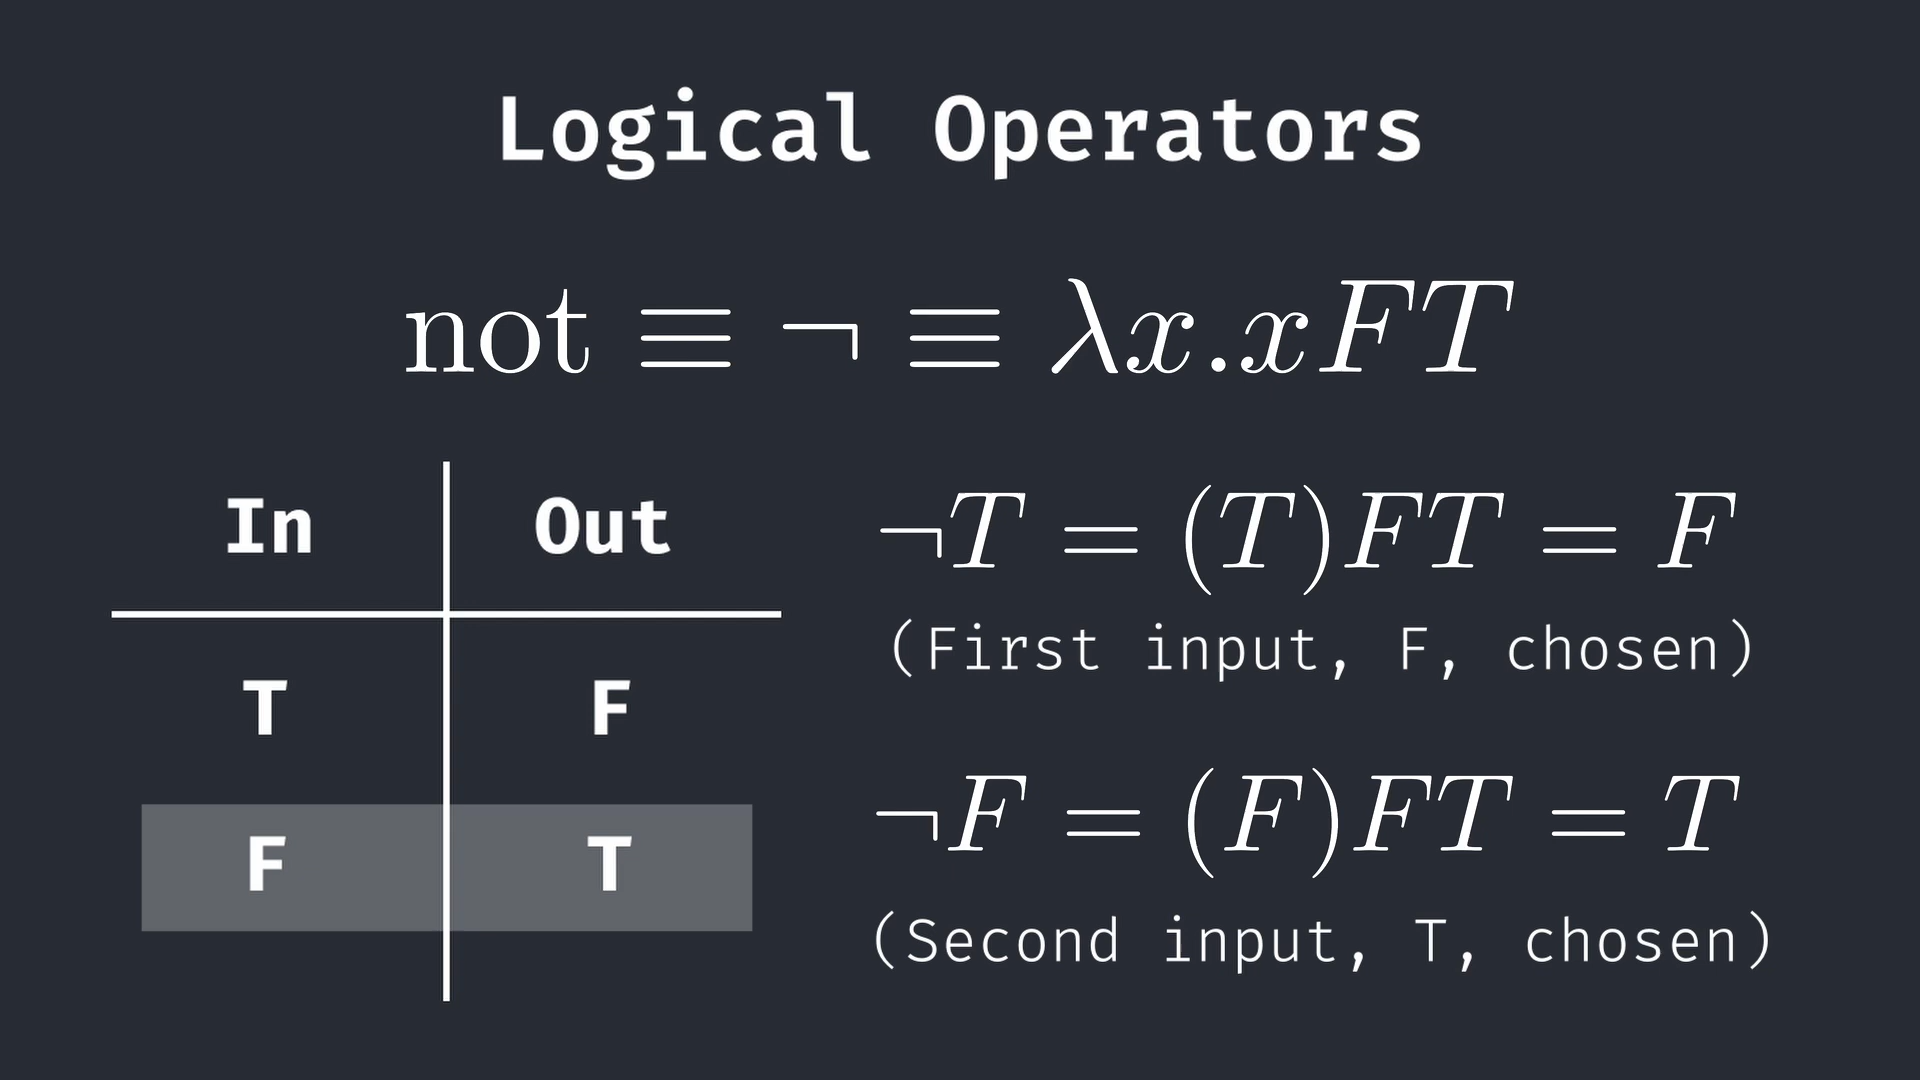 Logical Operators
not ≡ ¬ ≡ λx.xFT
In Out
T F
F T
¬T = (T)FT = F
(First input, F, chosen)
¬F = (F)FT = T
(Second input, T, chosen)